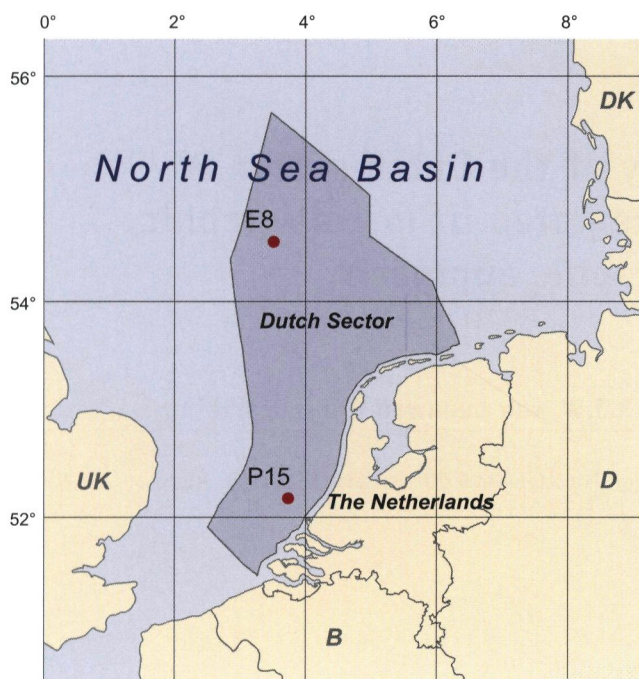 0° 2° 4° 6° 8°
56°
DK
North Sea Basin
E8
54°
Dutch Sector
P15
UK
The Netherlands
D
52°
B